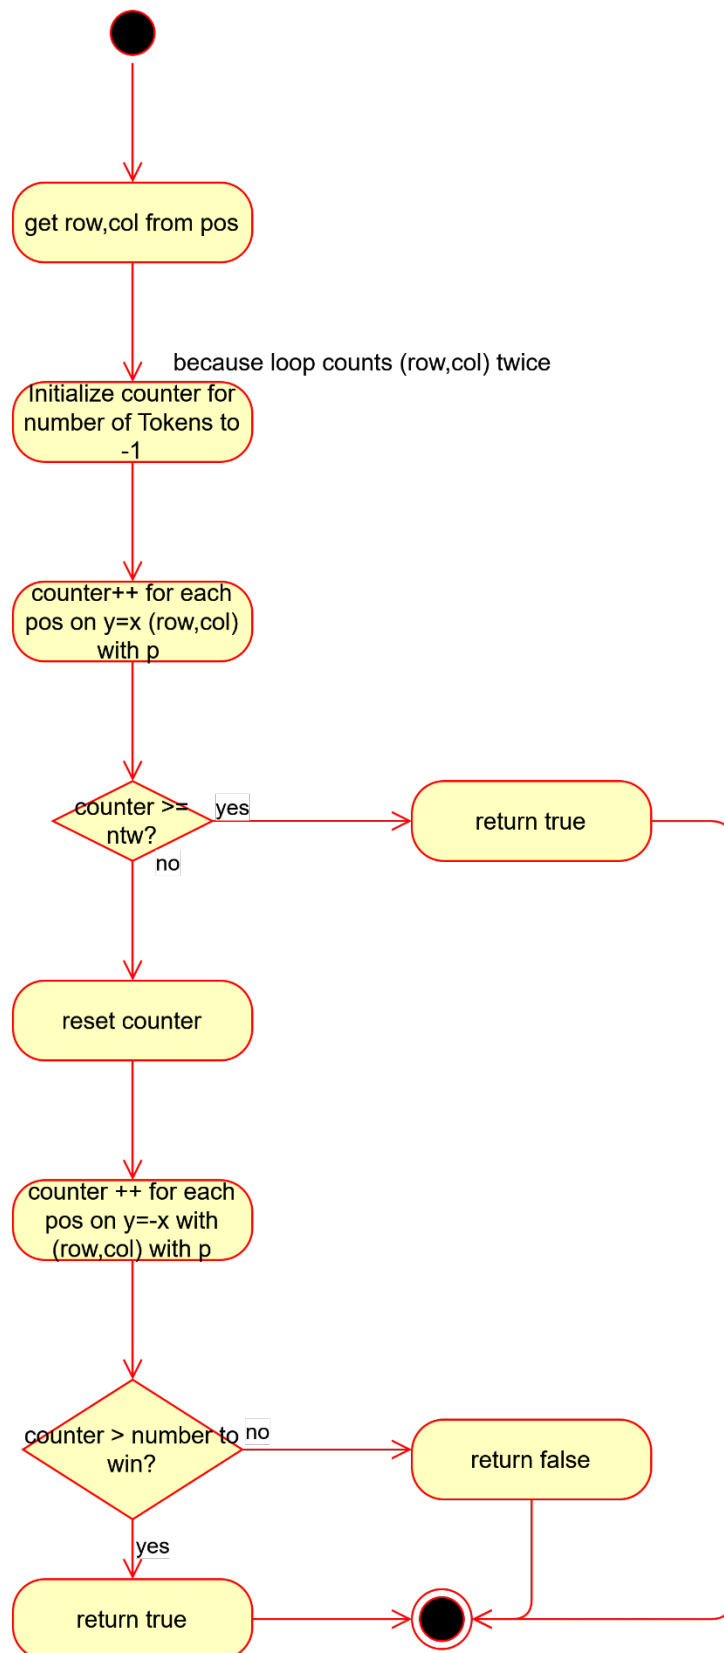 get row,col from pos
because loop counts (row,col) twice
Initialize counter for
number of Tokens to
-1
counter++ for each
pos on y=x (row,col)
with p
counter >=
ntw?
yes
return true
no
reset counter
counter ++ for each
pos on y=-x with
(row,col) with p
counter > number to
win?
no
return false
yes
return true